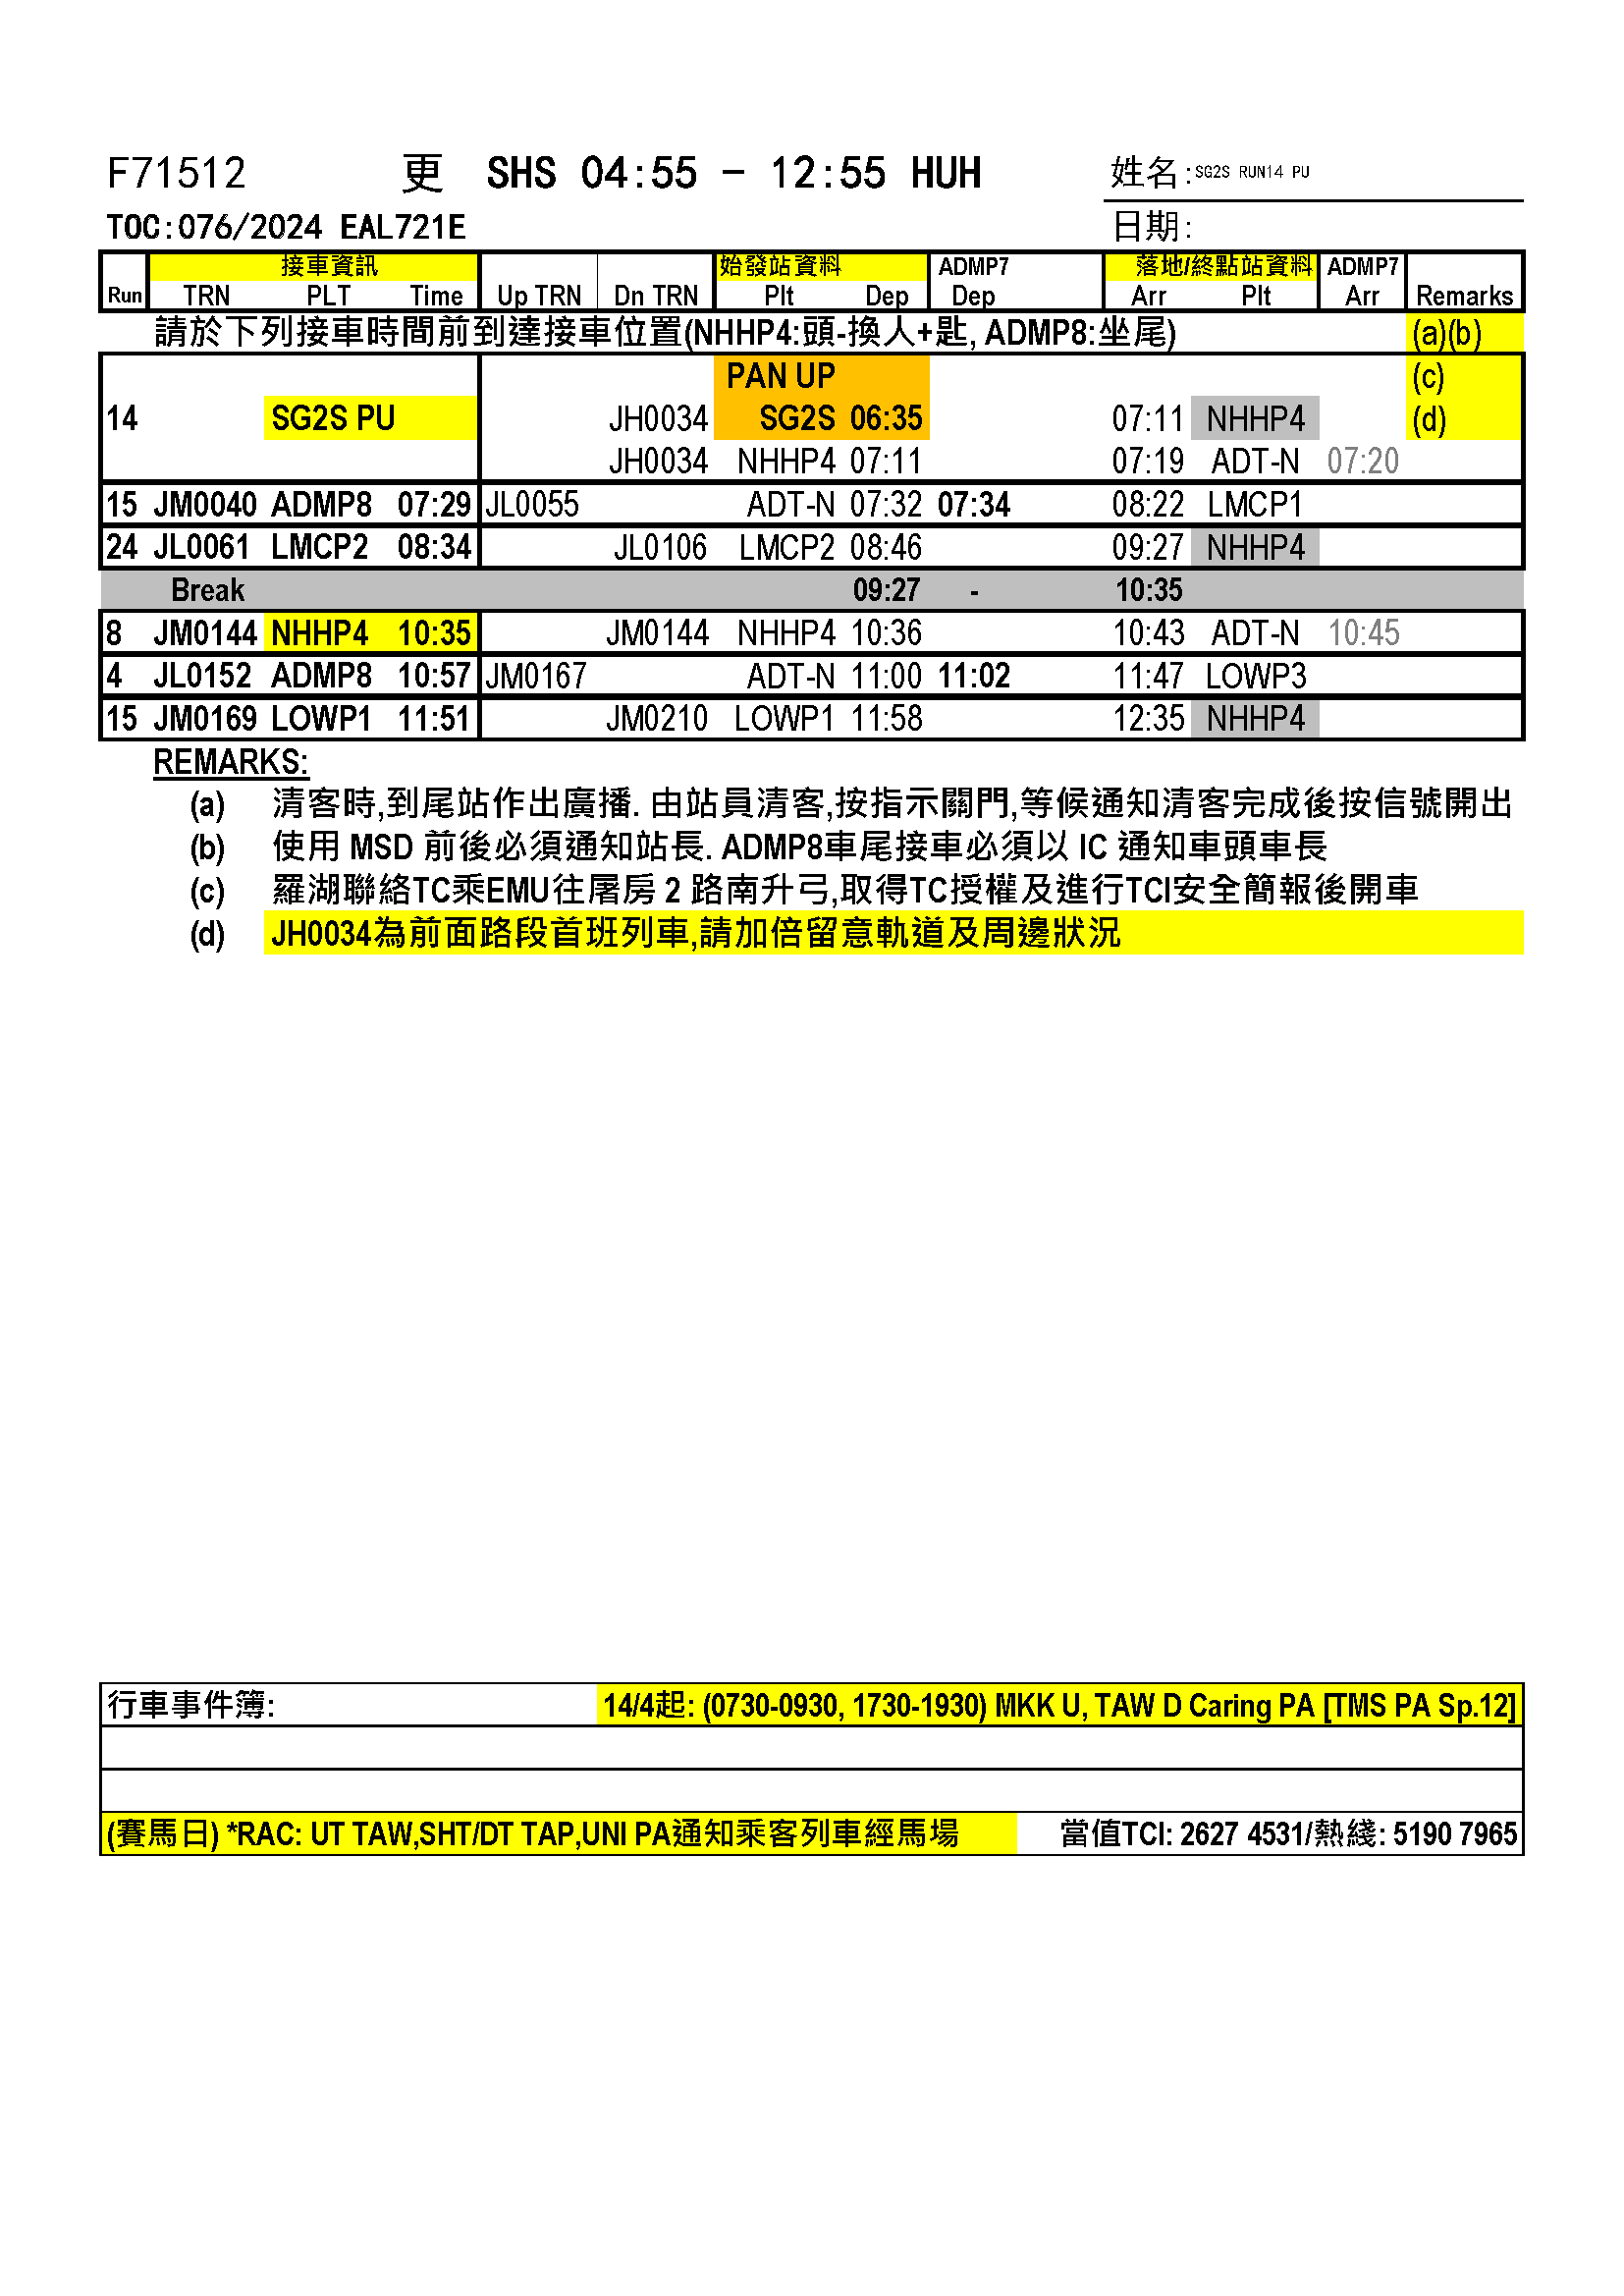 F71512 更 SHS 04:55 - 12:55 HUH 姓名:SG2S RUN14 PU
TOC:076/2024 EAL721E 日期:
接車資訊 始發站資料 ADMP7 落地/終點站資料 ADMP7
Run TRN PLT Time Up TRN Dn TRN Plt Dep Dep Arr Plt Arr Remarks
請於下列接車時間前到達接車位置(NHHP4:頭-換人+匙, ADMP8:坐尾) (a)(b)
PAN UP (c)
14 SG2S PU JH0034 SG2S 06:35 07:11 NHHP4 (d)
JH0034 NHHP4 07:11 07:19 ADT-N 07:20
15 JM0040 ADMP8 07:29 JL0055 ADT-N 07:32 07:34 08:22 LMCP1
24 JL0061 LMCP2 08:34 JL0106 LMCP2 08:46 09:27 NHHP4
Break 09:27 - 10:35
8 JM0144 NHHP4 10:35 JM0144 NHHP4 10:36 10:43 ADT-N 10:45
4 JL0152 ADMP8 10:57 JM0167 ADT-N 11:00 11:02 11:47 LOWP3
15 JM0169 LOWP1 11:51 JM0210 LOWP1 11:58 12:35 NHHP4
REMARKS:
(a) 清客時,到尾站作出廣播. 由站員清客,按指示關門,等候通知清客完成後按信號開出
(b) 使用 MSD 前後必須通知站長. ADMP8車尾接車必須以 IC 通知車頭車長
(c) 羅湖聯絡TC乘EMU往屠房 2 路南升弓,取得TC授權及進行TCI安全簡報後開車
(d) JH0034為前面路段首班列車,請加倍留意軌道及周邊狀況
行車事件簿: 14/4起: (0730-0930, 1730-1930) MKK U, TAW D Caring PA [TMS PA Sp.12]
(賽馬日) *RAC: UT TAW,SHT/DT TAP,UNI PA通知乘客列車經馬場 當值TCI: 2627 4531/熱綫: 5190 7965